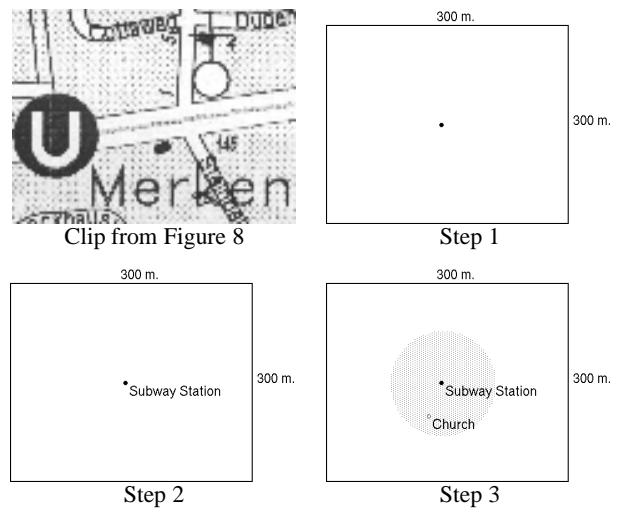 300 m.
U
Merken
145
300 m.
Clip from Figure 8
Step 1
300 m.
300 m.
Subway Station
Step 2
300 m.
300 m.
Subway Station
Church
Step 3